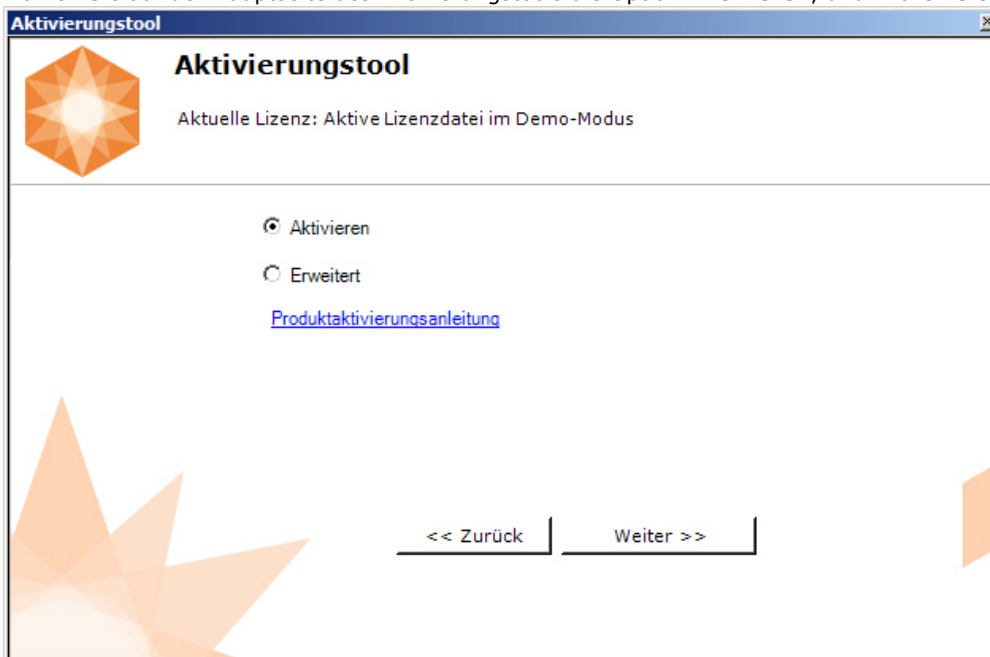 Aktivierungstool
Aktivierungstool
Aktuelle Lizenz: Aktive Lizenzdatei im Demo-Modus
Aktivieren
Erweitert
Produktaktivierungsanleitung
<< Zurück
Weiter >>